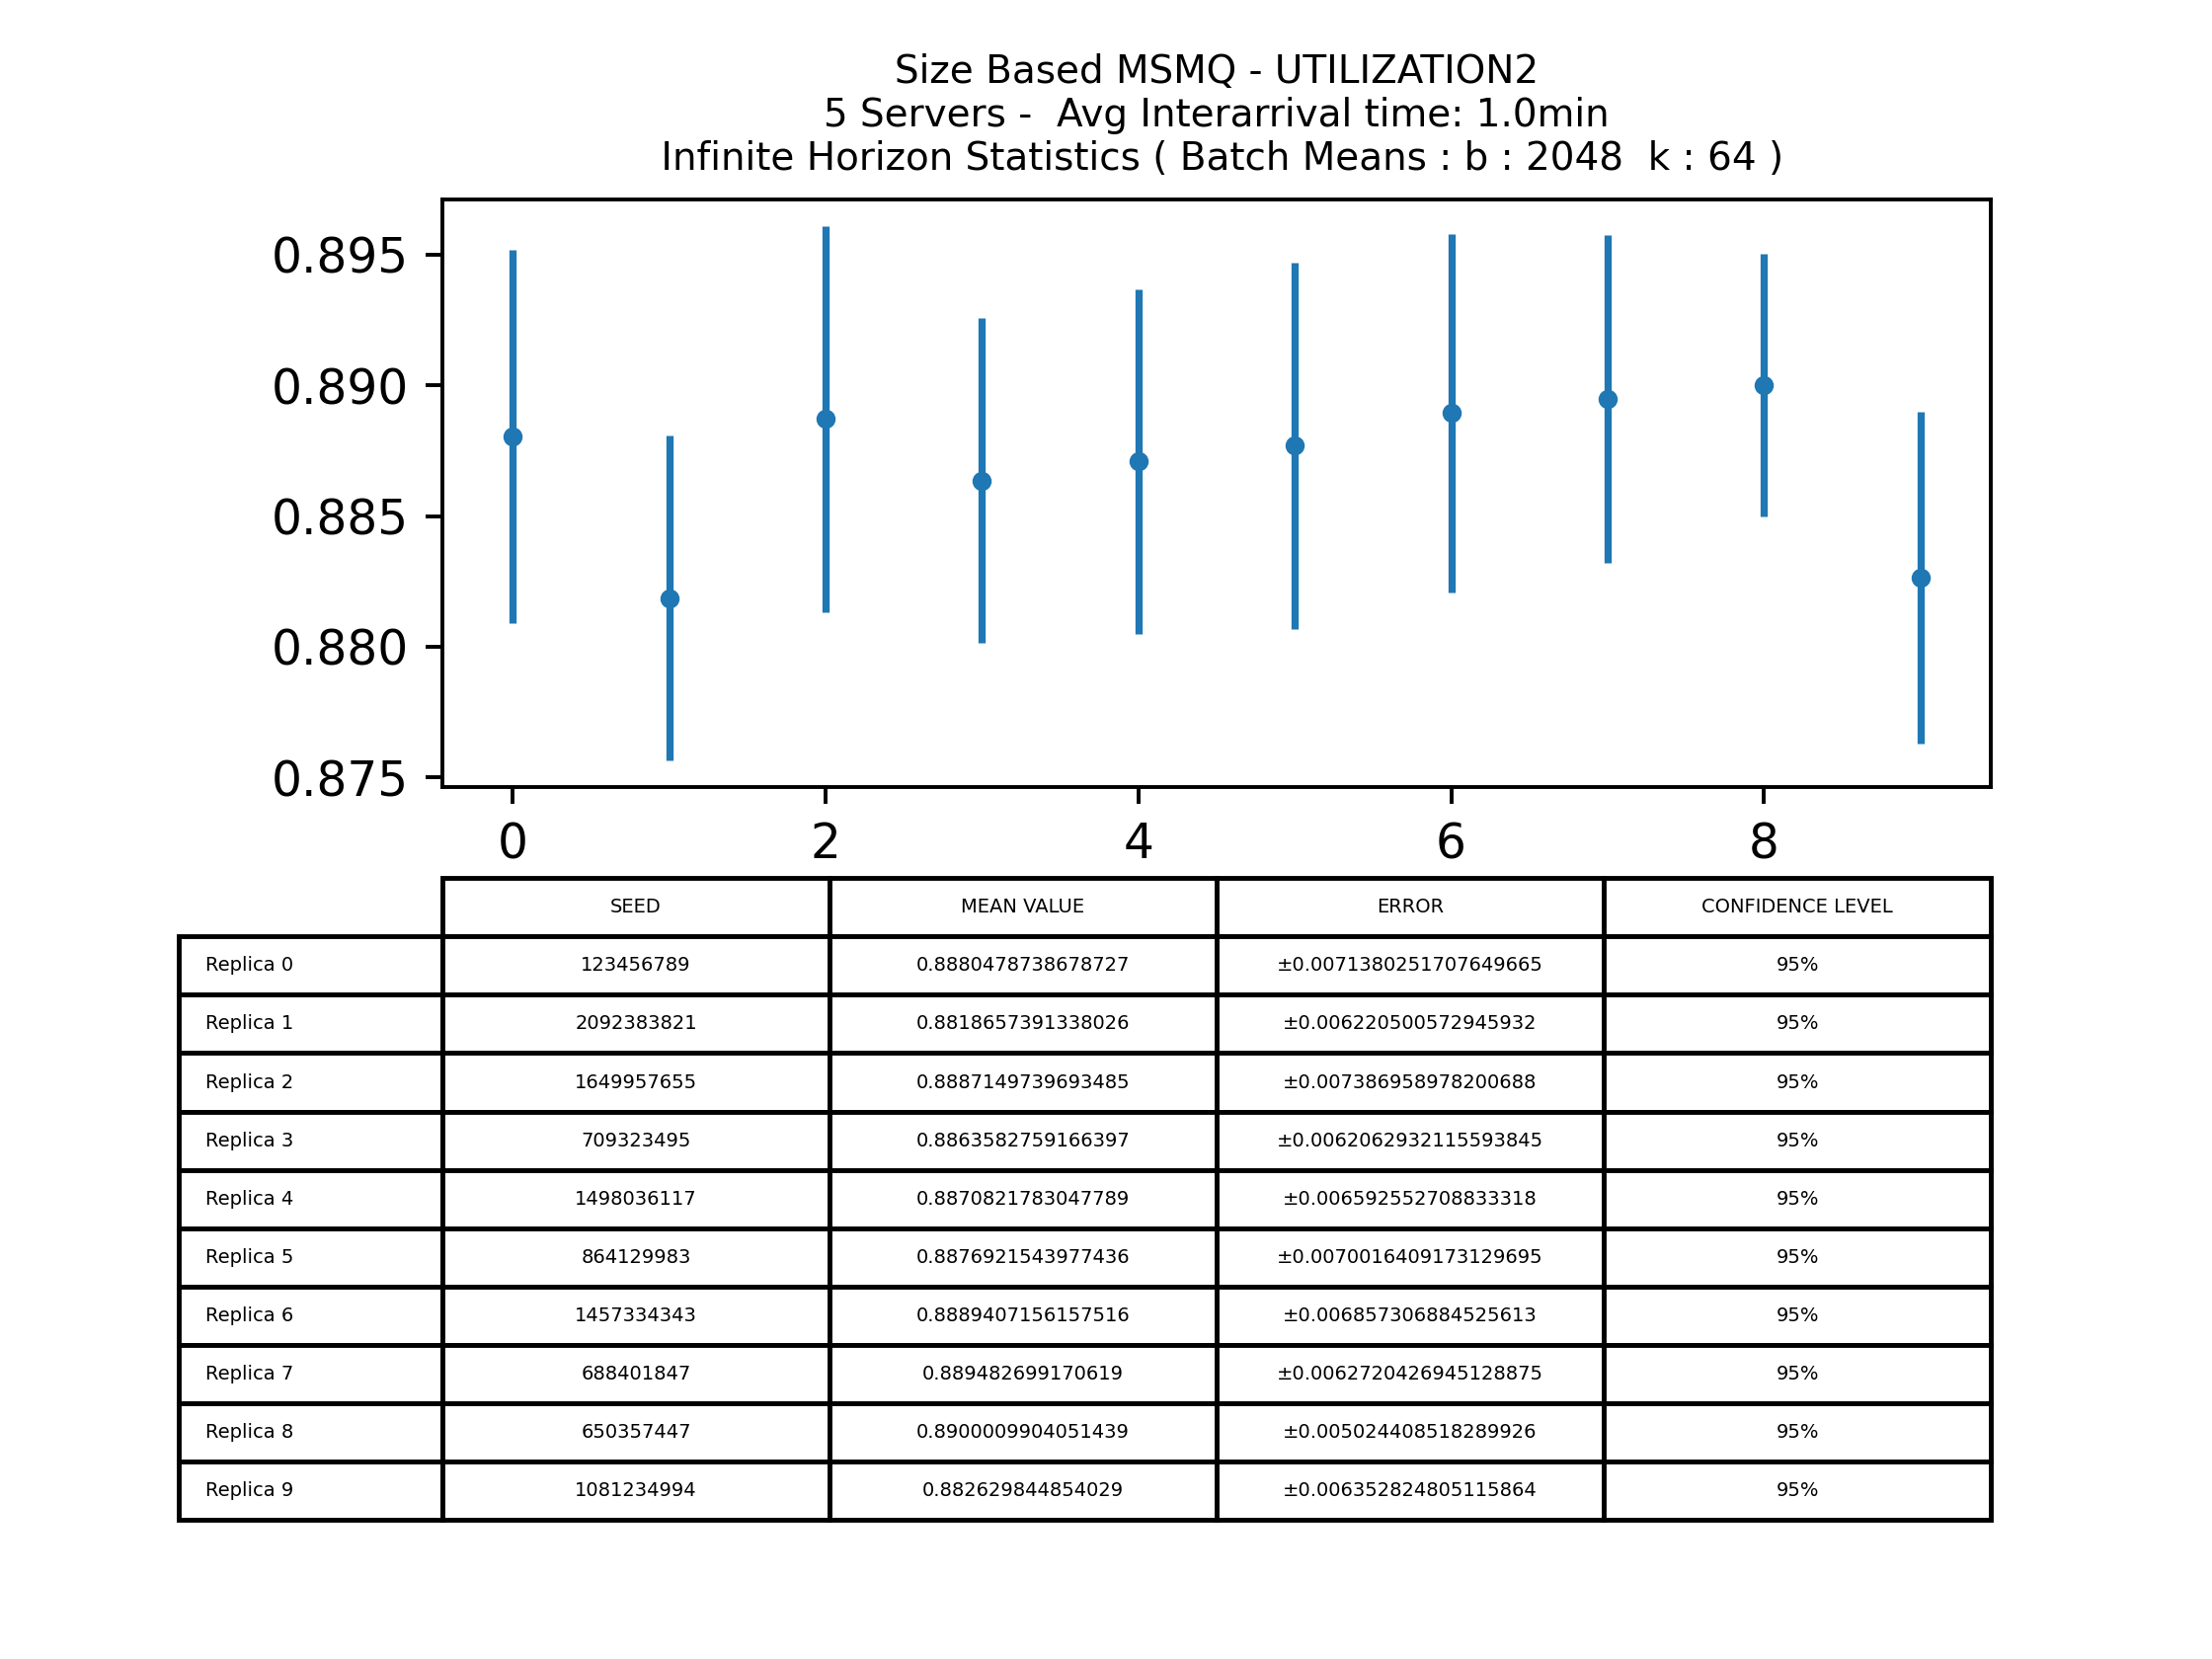 Size Based MSMQ - UTILIZATION2
5 Servers -  Avg Interarrival time: 1.0min
Infinite Horizon Statistics ( Batch Means : b : 2048  k : 64 )
0.895
0.890
0.885
0.880
0.875
0 2 4 6 8
SEED MEAN VALUE ERROR CONFIDENCE LEVEL
Replica 0 123456789 0.8880478738678727 ±0.0071380251707649665 95%
Replica 1 2092383821 0.8818657391338026 ±0.006220500572945932 95%
Replica 2 1649957655 0.8887149739693485 ±0.007386958978200688 95%
Replica 3 709323495 0.8863582759166397 ±0.0062062932115593845 95%
Replica 4 1498036117 0.8870821783047789 ±0.006592552708833318 95%
Replica 5 864129983 0.8876921543977436 ±0.0070016409173129695 95%
Replica 6 1457334343 0.8889407156157516 ±0.006857306884525613 95%
Replica 7 688401847 0.889482699170619 ±0.0062720426945128875 95%
Replica 8 650357447 0.8900009904051439 ±0.005024408518289926 95%
Replica 9 1081234994 0.882629844854029 ±0.006352824805115864 95%